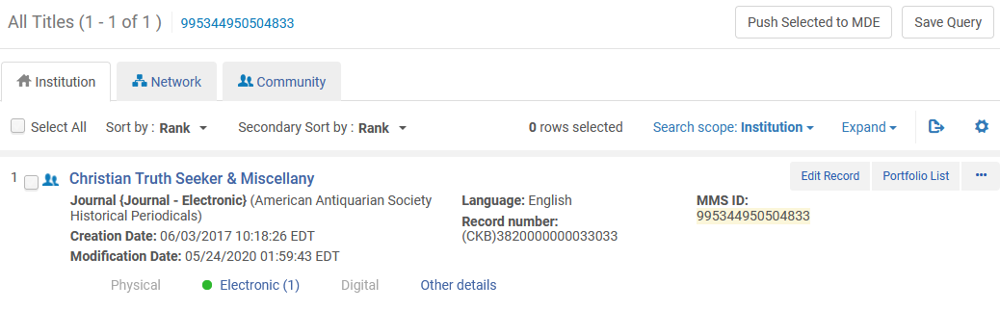 All Titles (1 - 1 of 1 ) 995344950504833 Push Selected to MDE Save Query
Institution Network Community
Select All Sort by : Rank Secondary Sort by : Rank 0 rows selected Search scope: Institution Expand
1 Christian Truth Seeker & Miscellany Edit Record Portfolio List ...
Journal {Journal - Electronic} (American Antiquarian Society Language: English MMS ID:
Historical Periodicals) Record number: 995344950504833
Creation Date: 06/03/2017 10:18:26 EDT (CKB)3820000000033033
Modification Date: 05/24/2020 01:59:43 EDT
Physical Electronic (1) Digital Other details